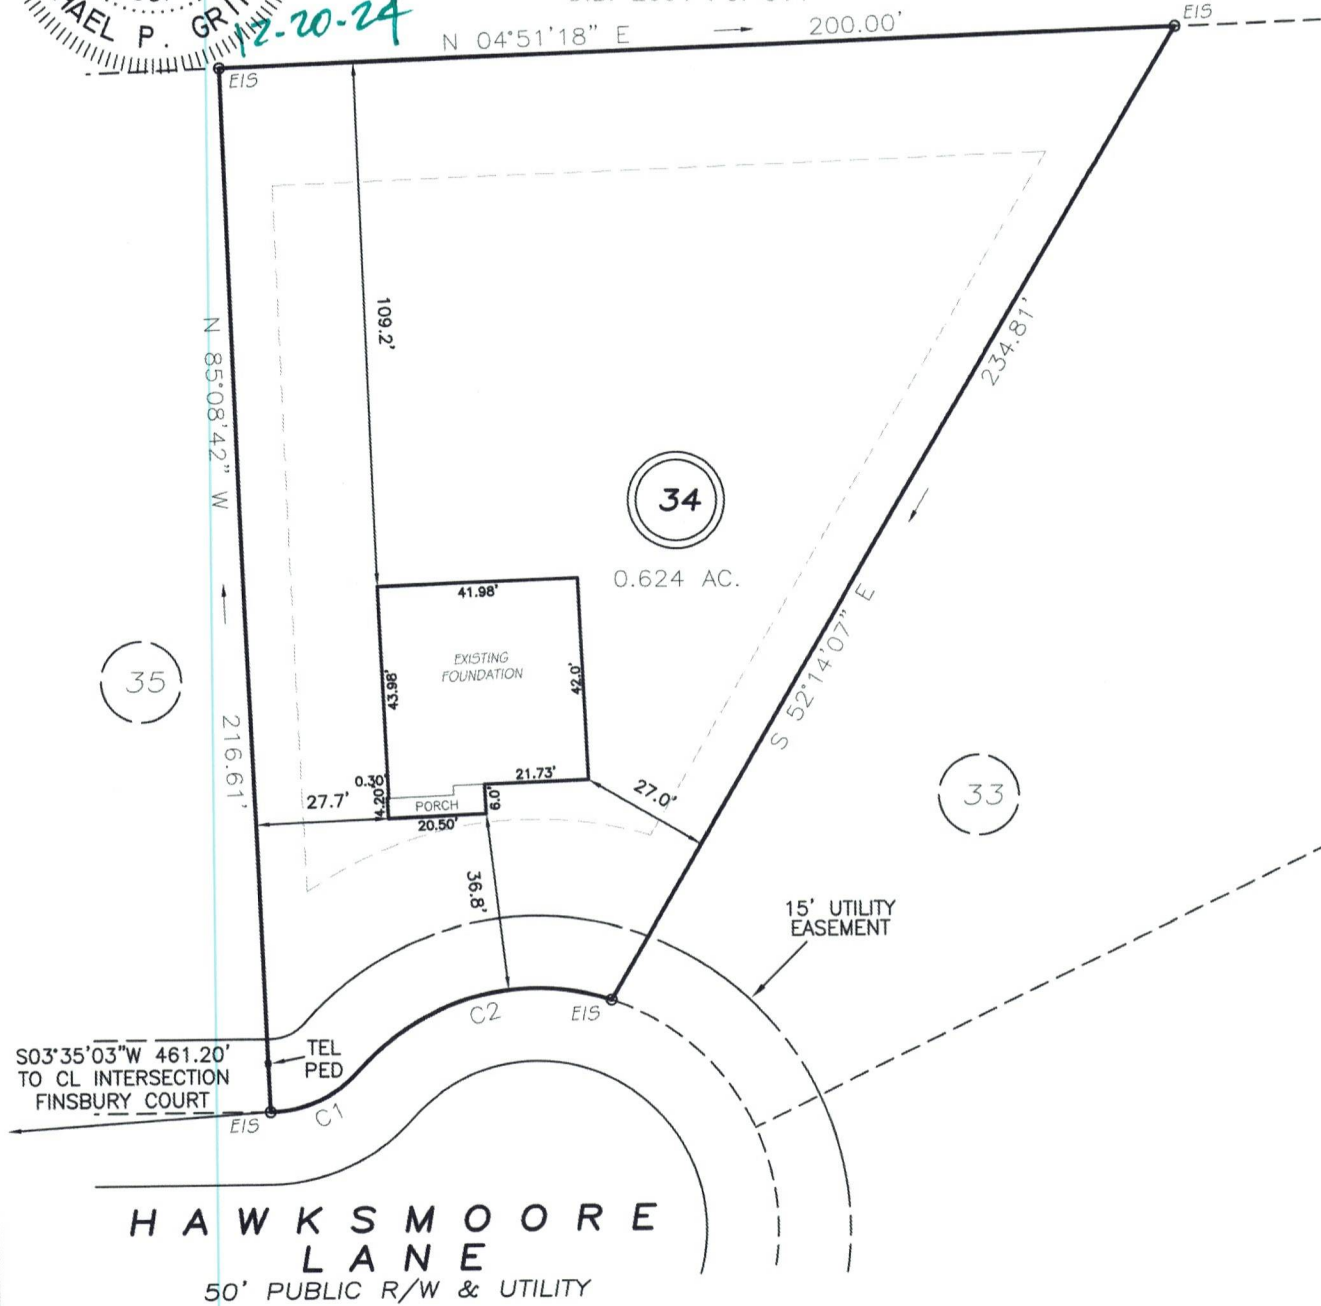 AEL P. GRI
12-20-24
N 04°51'18" E
200.00'
EIS
EIS
109.2'
N 85°08'42" W
216.61'
234.81'
S 52°14'07" E
34
0.624 AC.
41.98'
EXISTING
FOUNDATION
43.98'
42.0'
35
33
0.30'
4.20'
27.7'
PORCH
20.50'
21.73'
6.0'
27.0'
36.8'
15' UTILITY
EASEMENT
C2
EIS
S03°35'03"W 461.20'
TO CL INTERSECTION
FINSBURY COURT
TEL
PED
EIS
C1
HAWKSMOORE
LANE
50' PUBLIC R/W & UTILITY